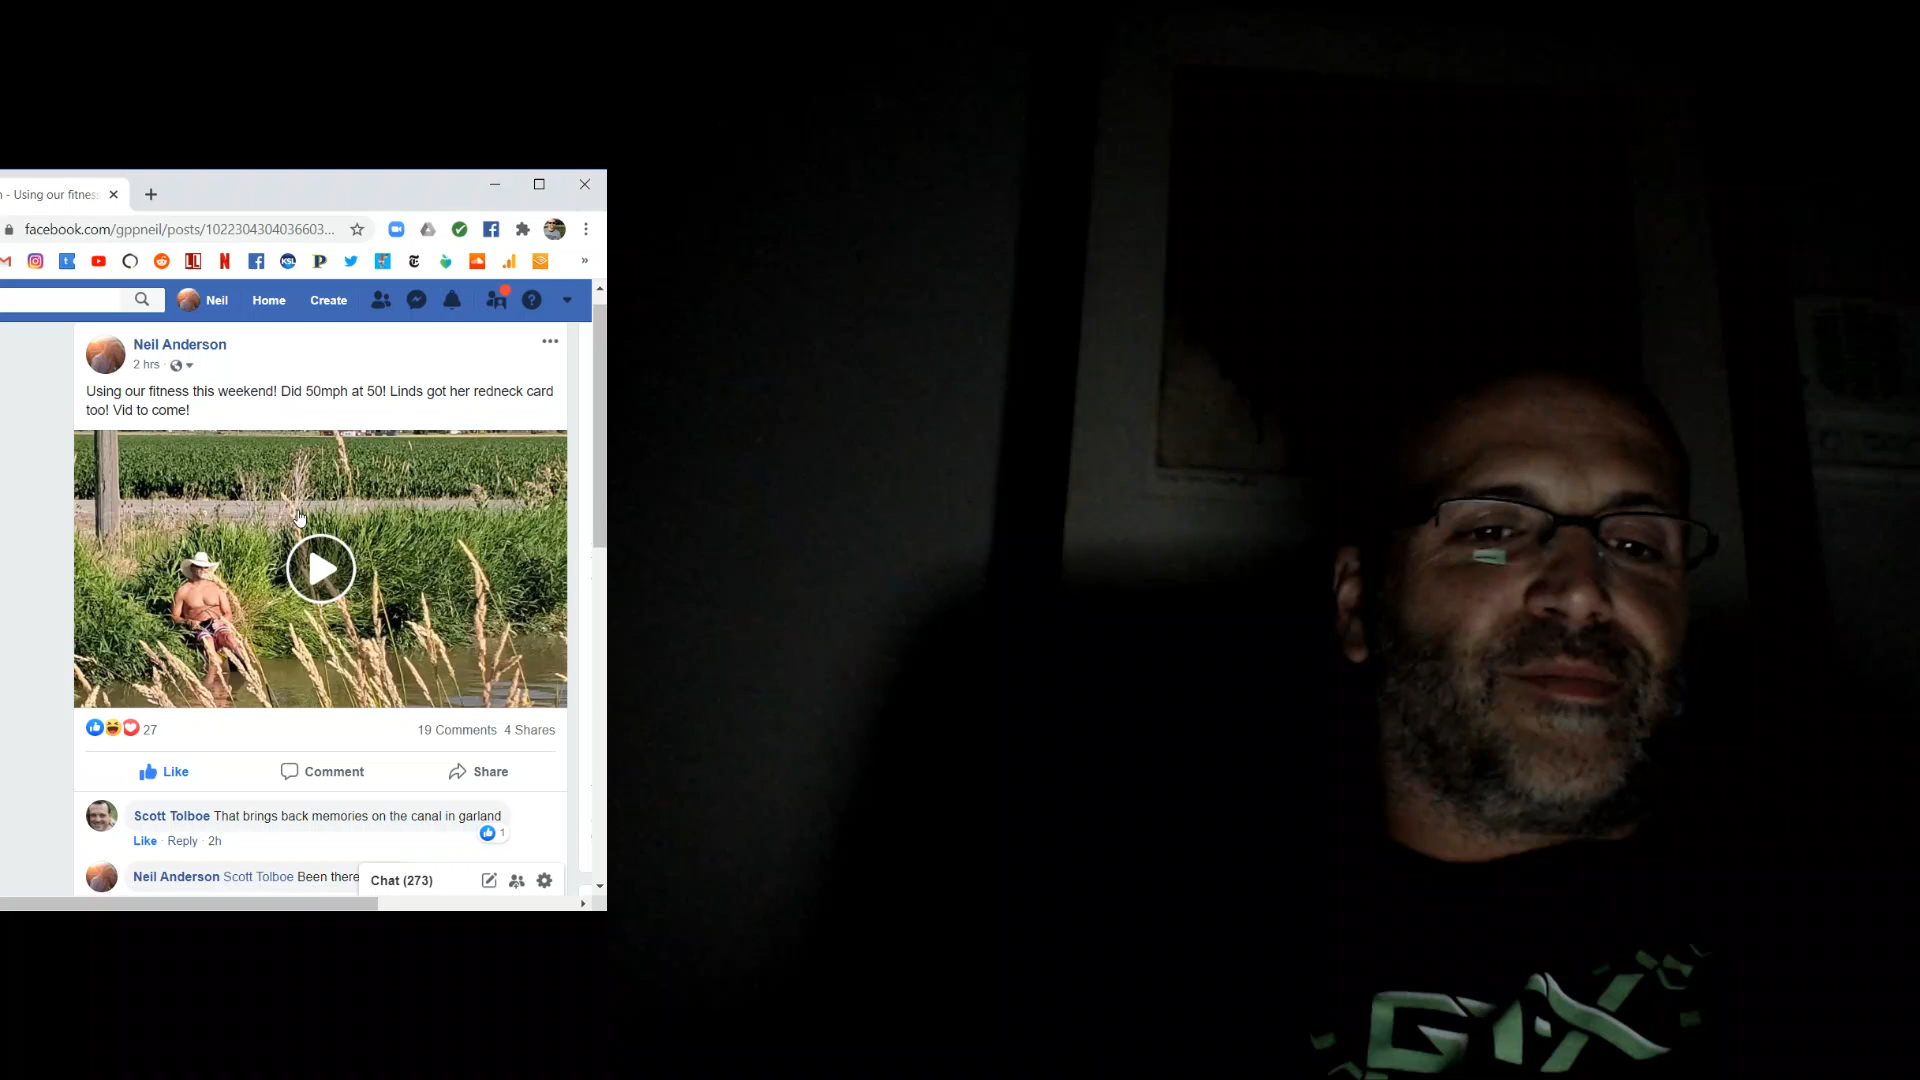 n - Using our fitnes
facebook.com/gppneil/posts/1022304304036603...
Neil
Home
Create
Neil Anderson
2 hrs
Using our fitness this weekend! Did 50mph at 50! Linds got her redneck card
too! Vid to come!
27
19 Comments 4 Shares
Like
Comment
Share
Scott Tolboe That brings back memories on the canal in garland
1
Like · Reply · 2h
Neil Anderson Scott Tolboe Been there
Chat (273)
GTX